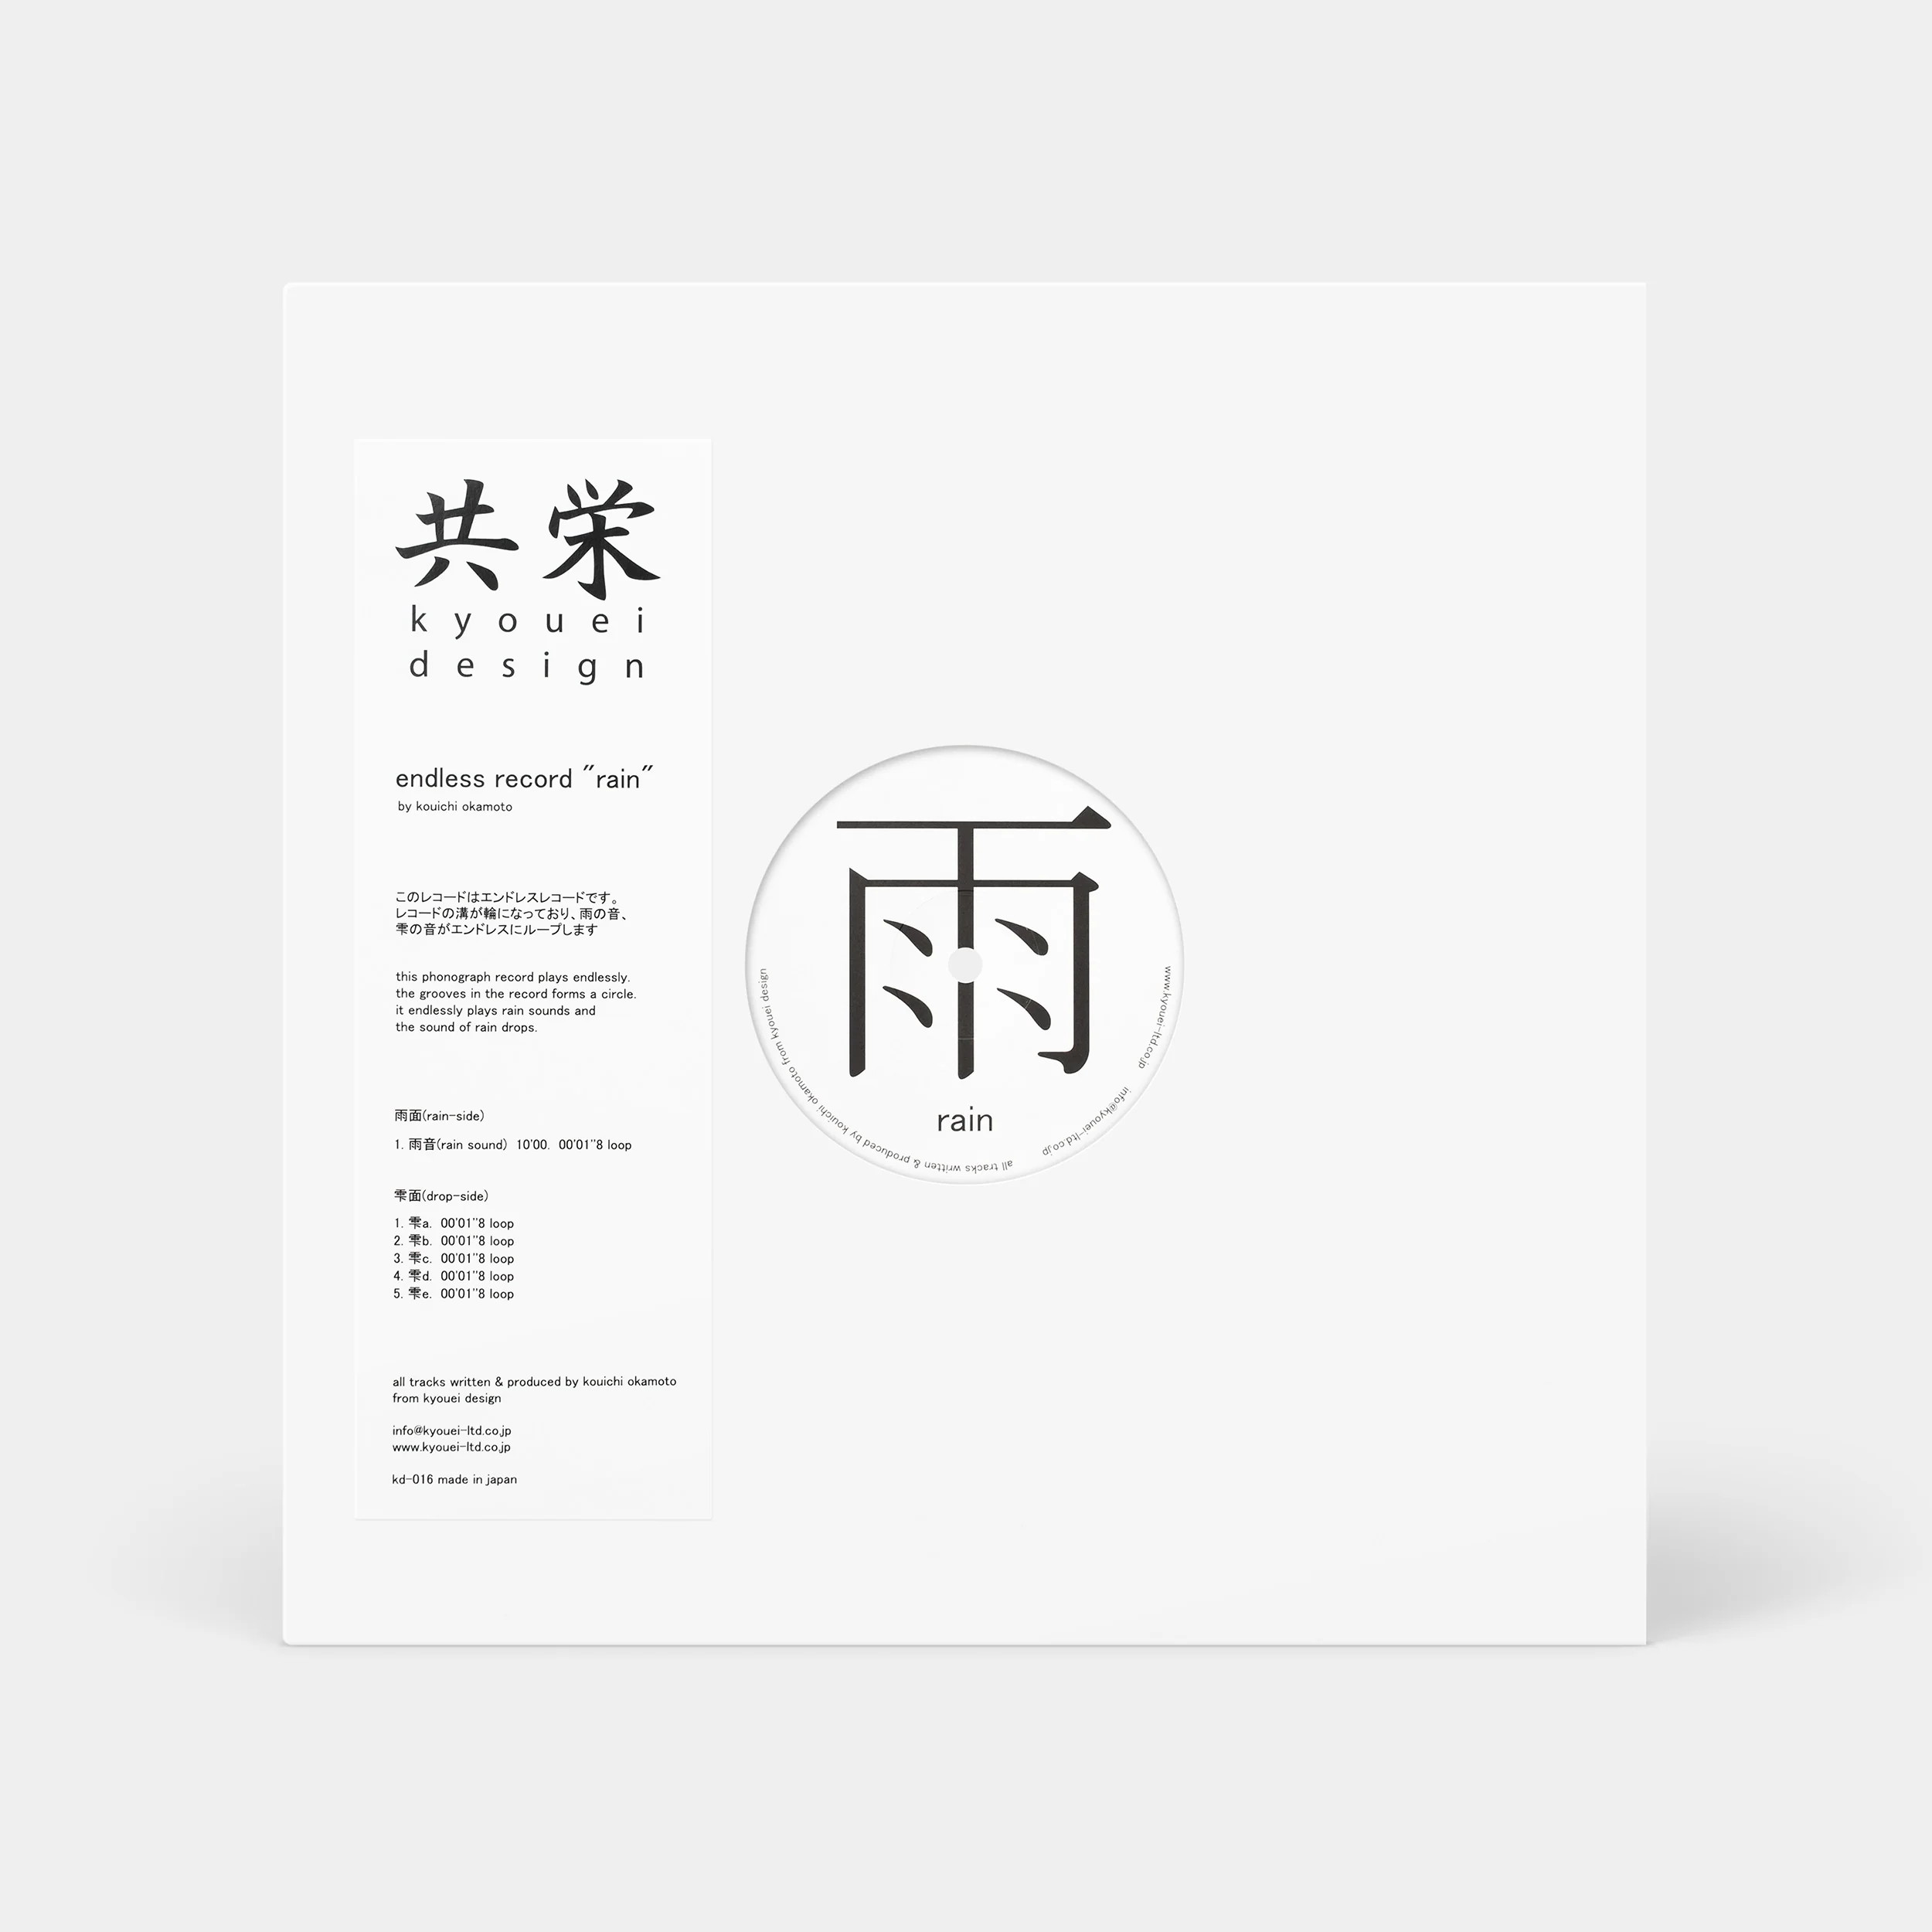 共栄
kyouei
design
endless record "rain"
by kouichi okamoto
このレコードはエンドレスレコードです。
レコードの溝が輪になっており、雨の音、
雫の音がエンドレスにループします
this phonograph record plays endlessly.
the grooves in the record forms a circle.
it endlessly plays rain sounds and
the sound of rain drops.
雨面(rain-side)
1. 雨音(rain sound) 10'00. 00'01''8 loop
雫面(drop-side)
1. 雫a. 00'01''8 loop
2. 雫b. 00'01''8 loop
3. 雫c. 00'01''8 loop
4. 雫d. 00'01''8 loop
5. 雫e. 00'01''8 loop
all tracks written & produced by kouichi okamoto
from kyouei design
info@kyouei-ltd.co.jp
www.kyouei-ltd.co.jp
kd-016 made in japan
雨
rain
www.kyouei-ltd.co.jp info@kyouei-ltd.co.jp all tracks written & produced by kouichi okamoto from kyouei design